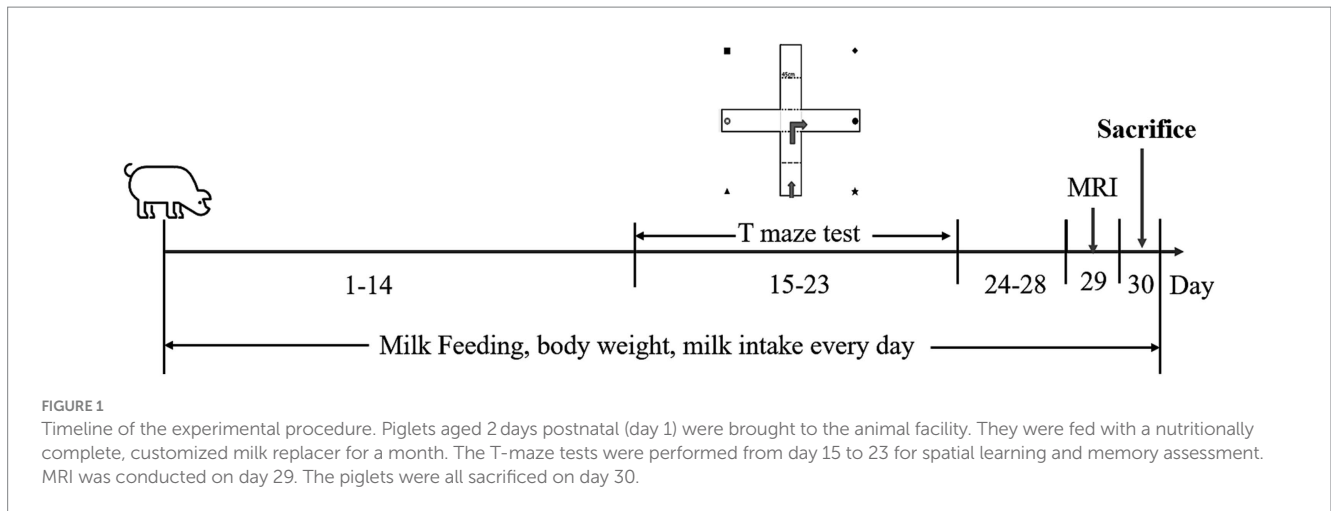 45cm
Sacrifice
MRI
T maze test
1-14
15-23
24-28
29
30
Day
Milk Feeding, body weight, milk intake every day
FIGURE 1
Timeline of the experimental procedure. Piglets aged 2 days postnatal (day 1) were brought to the animal facility. They were fed with a nutritionally
complete, customized milk replacer for a month. The T-maze tests were performed from day 15 to 23 for spatial learning and memory assessment.
MRI was conducted on day 29. The piglets were all sacrificed on day 30.